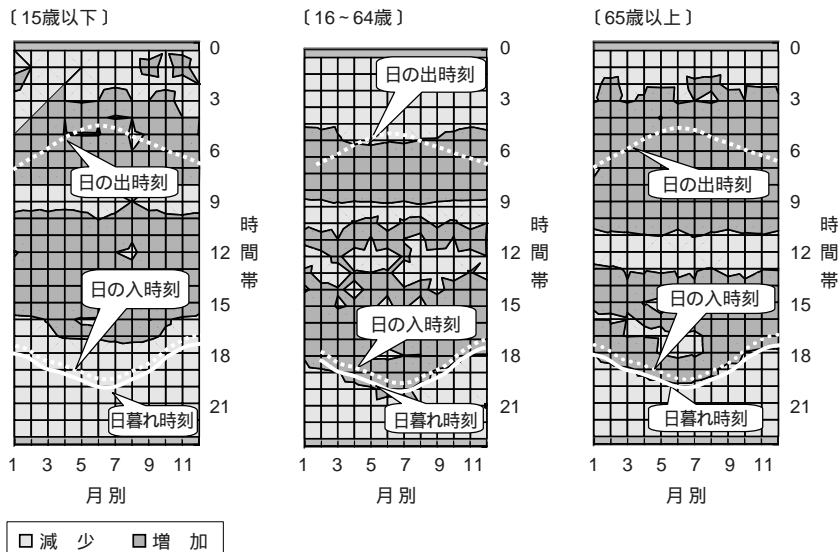 〔15歳以下〕
0
3
6
9
12
15
18
21
時間帯
日の出時刻
日の入時刻
日暮れ時刻
1 3 5 7 9 11
月別
〔16~64歳〕
0
3
6
9
12
15
18
21
時間帯
日の出時刻
日の入時刻
日暮れ時刻
1 3 5 7 9 11
月別
〔65歳以上〕
0
3
6
9
12
15
18
21
時間帯
日の出時刻
日の入時刻
日暮れ時刻
1 3 5 7 9 11
月別
減少 増加